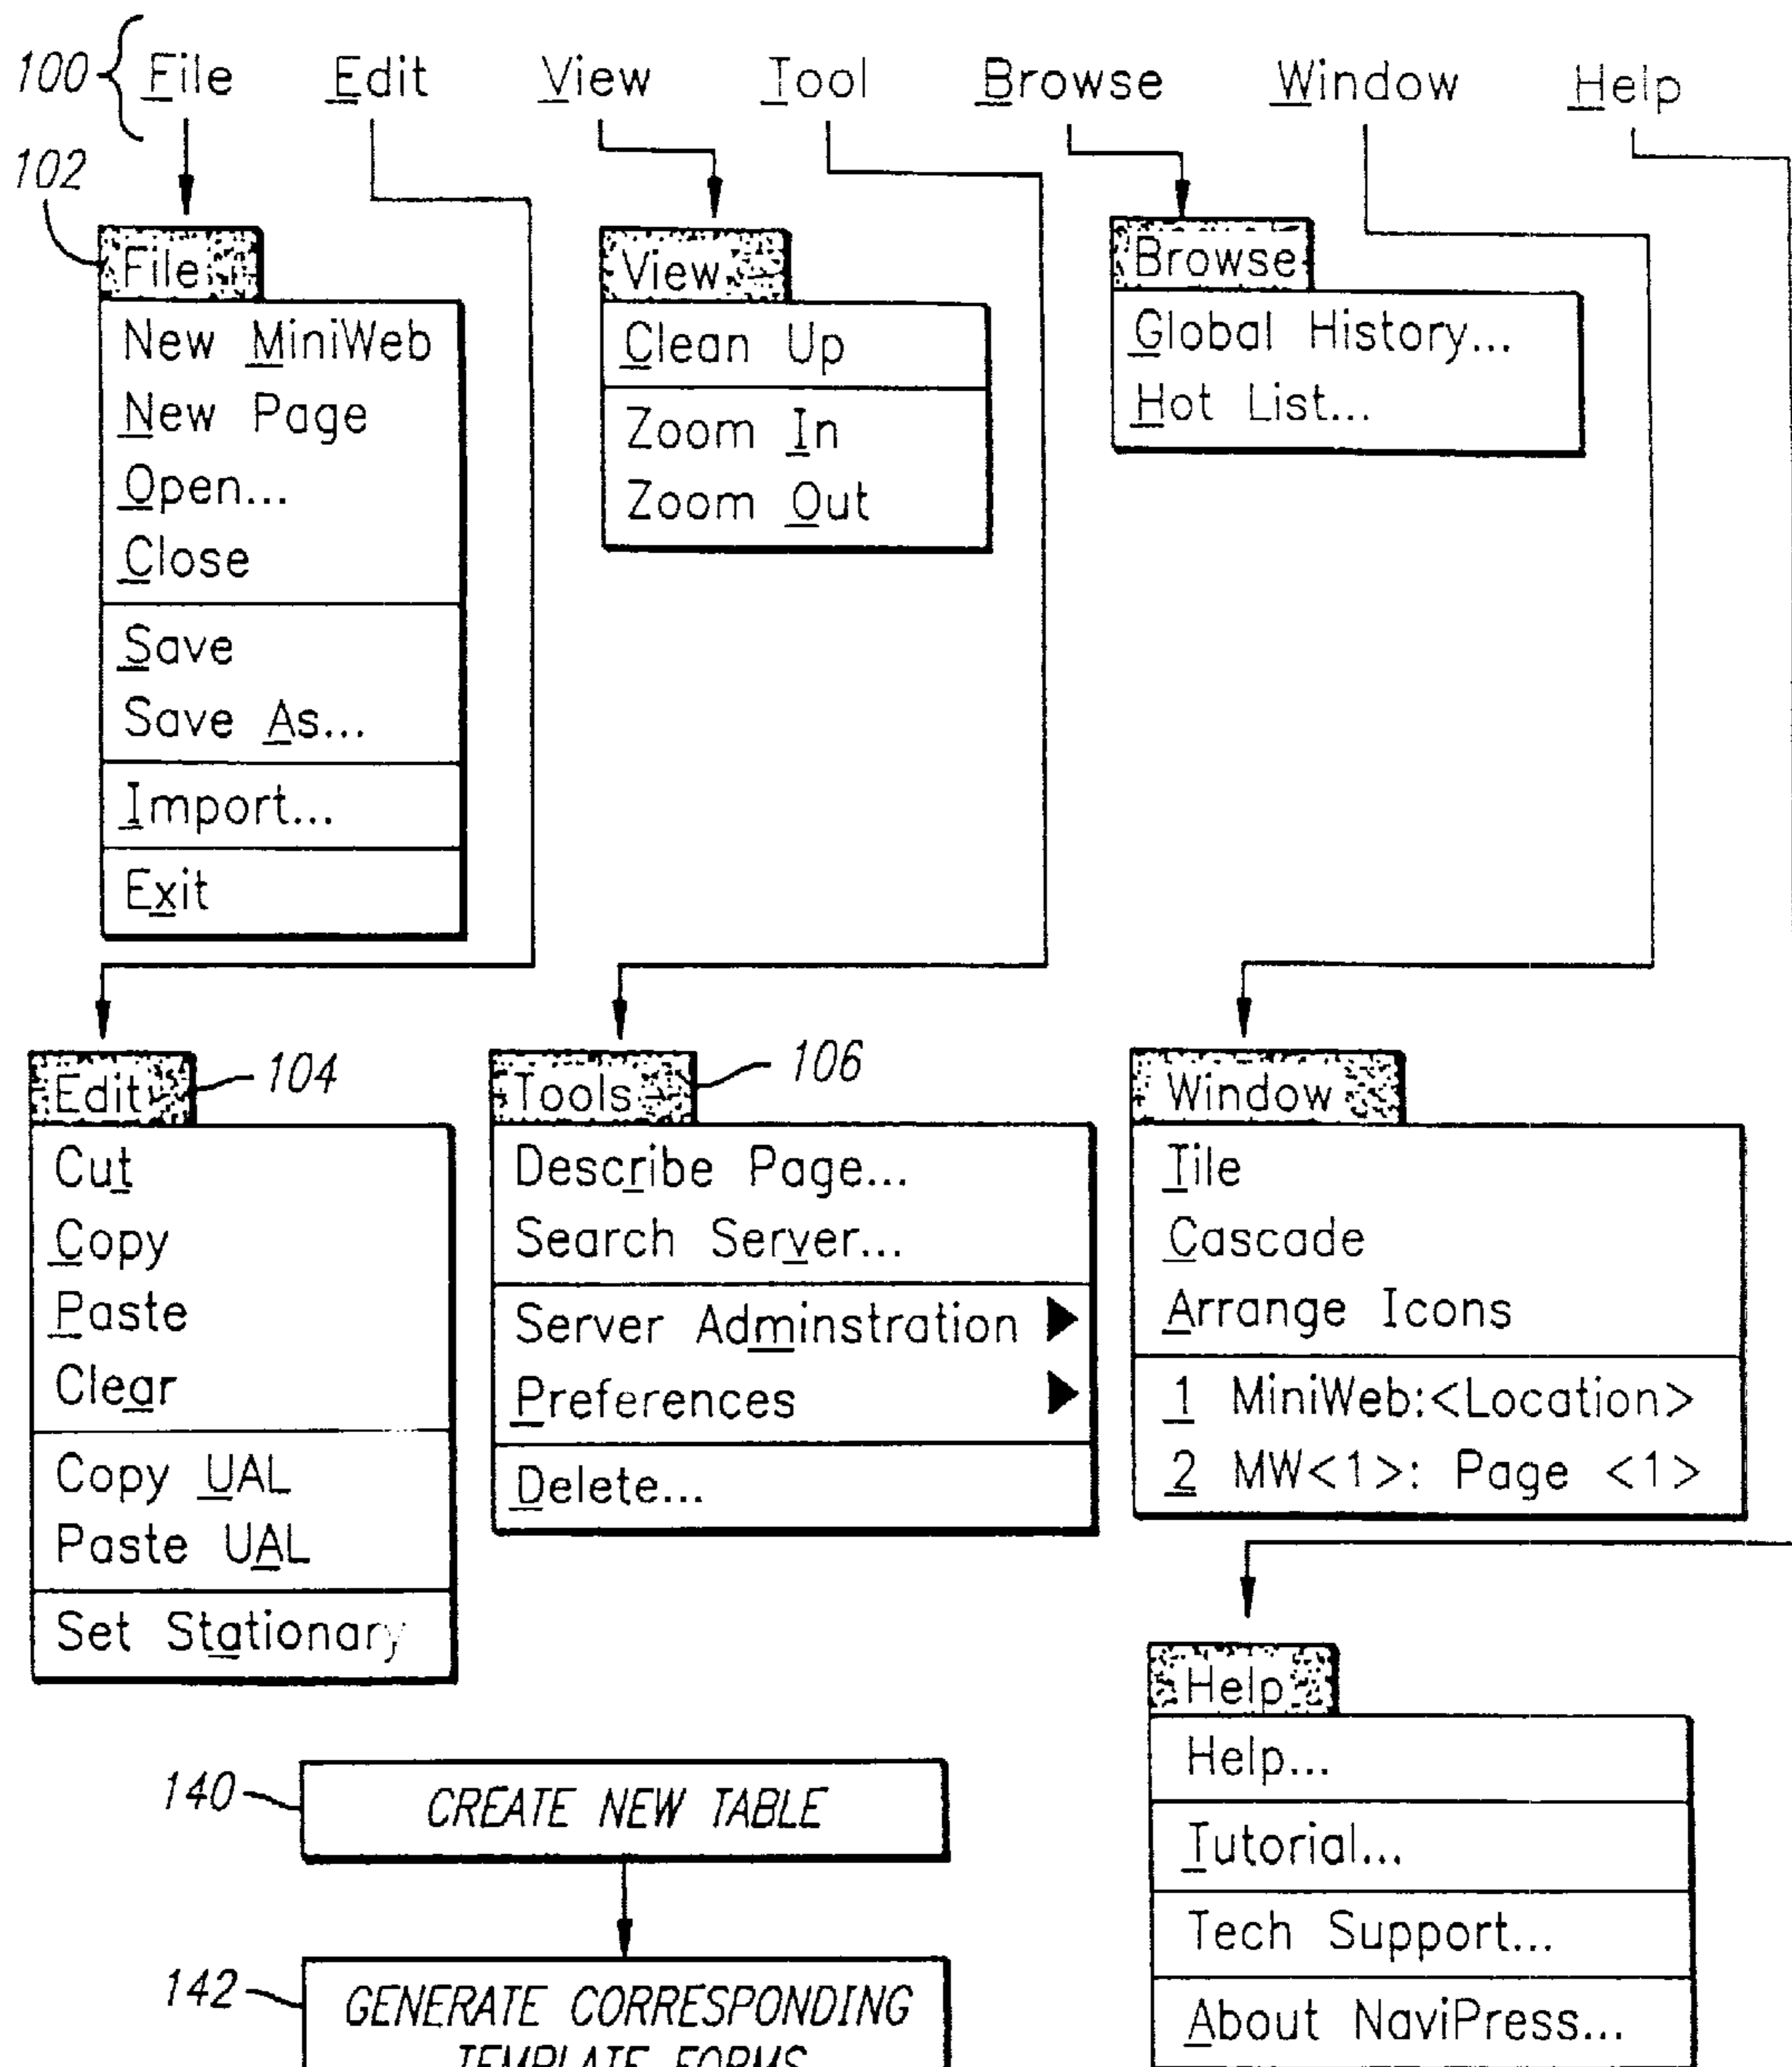 100 File Edit View Tool Browse Window Help
102
File
New MiniWeb
New Page
Open...
Close
Save
Save As...
Import...
Exit
View
Clean Up
Zoom In
Zoom Out
Browse
Global History...
Hot List...
Edit 104
Cut
Copy
Paste
Clear
Copy UAL
Paste UAL
Set Stationary
Tools 106
Describe Page...
Search Server...
Server Adminstration
Preferences
Delete...
Window
Tile
Cascade
Arrange Icons
1 MiniWeb:<Location>
2 MW<1>: Page <1>
Help
Help...
Tutorial...
Tech Support...
About NaviPress...
140 CREATE NEW TABLE
142 GENERATE CORRESPONDING
TEMPLATE FORMS